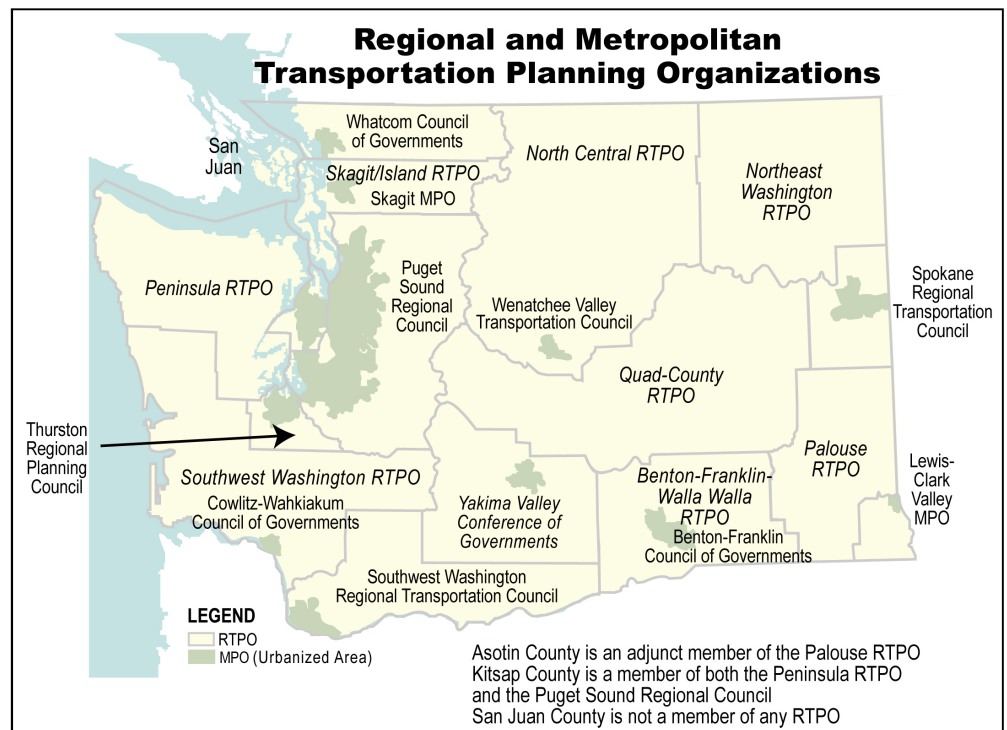 Regional and Metropolitan
Transportation Planning Organizations
Whatcom Council
of Governments
San
Juan
Skagit/Island RTPO
Skagit MPO
North Central RTPO
Northeast
Washington
RTPO
Peninsula RTPO
Puget
Sound
Regional
Council
Wenatchee Valley
Transportation Council
Spokane
Regional
Transportation
Council
Quad-County
RTPO
Thurston
Regional
Planning
Council
Southwest Washington RTPO
Cowlitz-Wahkiakum
Council of Governments
Yakima Valley
Conference of
Governments
Benton-Franklin-
Walla Walla
RTPO
Benton-Franklin
Council of Governments
Palouse
RTPO
Lewis-
Clark
Valley
MPO
Southwest Washington
Regional Transportation Council
LEGEND
RTPO
MPO (Urbanized Area)
Asotin County is an adjunct member of the Palouse RTPO
Kitsap County is a member of both the Peninsula RTPO
and the Puget Sound Regional Council
San Juan County is not a member of any RTPO